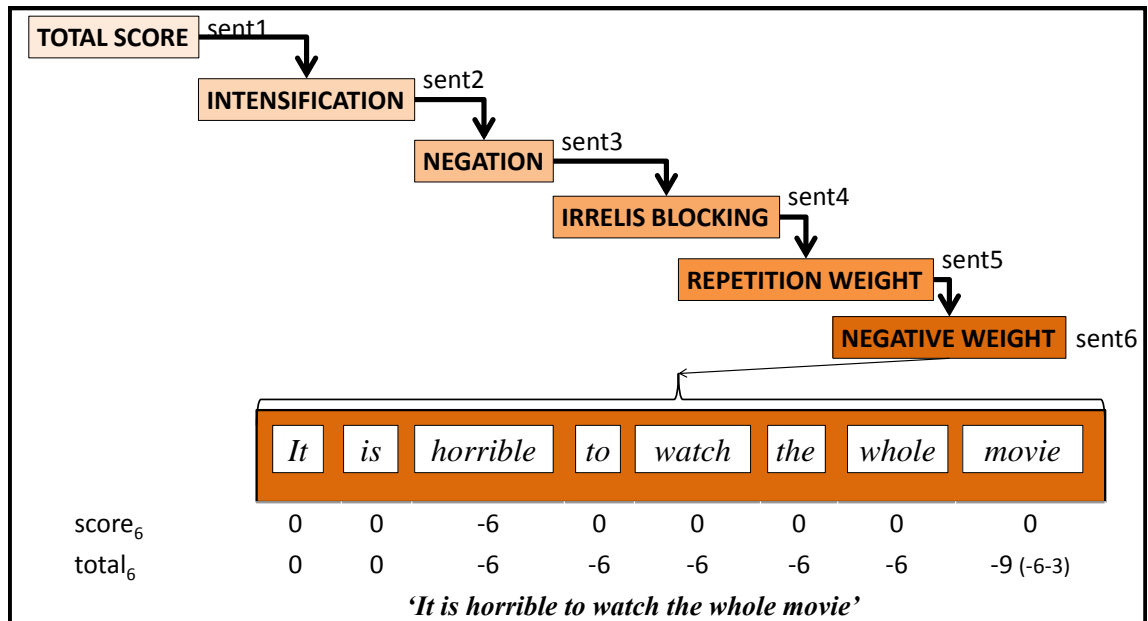 TOTAL SCORE sent1
INTENSIFICATION sent2
NEGATION sent3
IRRELIS BLOCKING sent4
REPETITION WEIGHT sent5
NEGATIVE WEIGHT sent6
It is horrible to watch the whole movie
score₆ 0 0 -6 0 0 0 0 0
total₆ 0 0 -6 -6 -6 -6 -6 -9 (-6-3)
‘It is horrible to watch the whole movie’